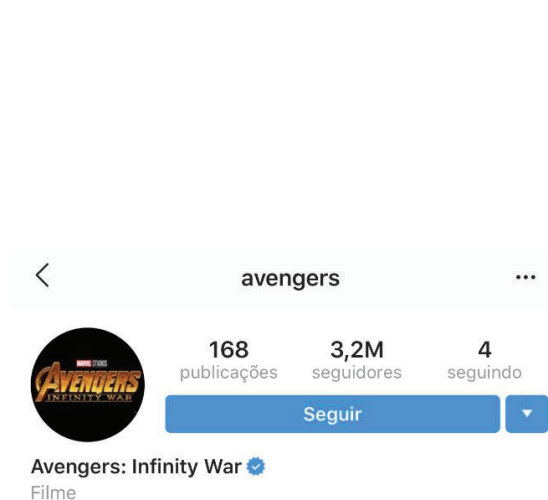 avengers
168 3,2M 4
publicações seguidores seguindo
MARVEL STUDIOS
AVENGERS
INFINITY WAR
Seguir
Avengers: Infinity War
Filme